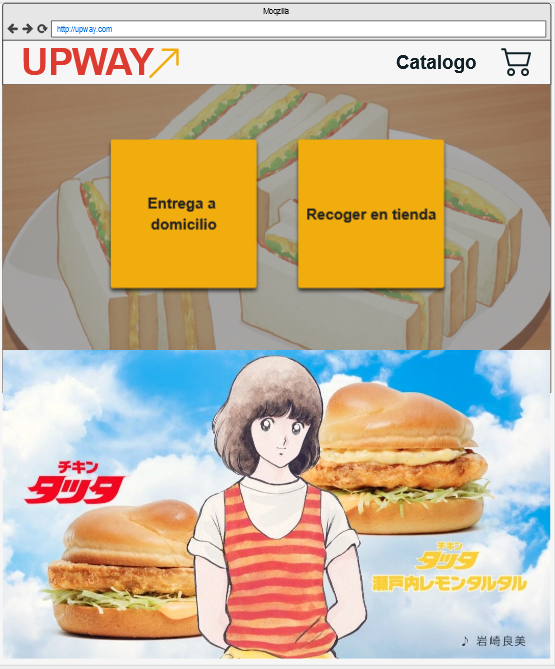 Moqzilla
http://upway.com
UPWAY
Catalogo
Entrega a
domicilio
Recoger en tienda
チキン
タツタ
チキン
タツタ
瀬戸内レモンタルタル
♪ 岩崎良美